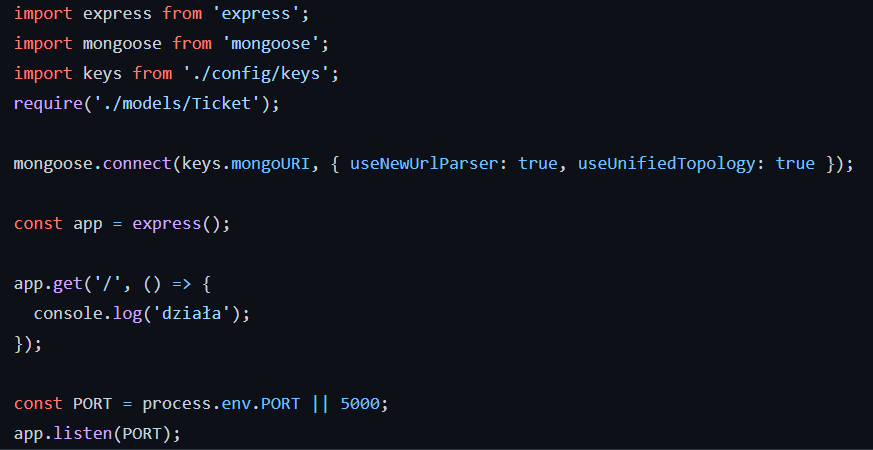 import express from 'express';
import mongoose from 'mongoose';
import keys from './config/keys';
require('./models/Ticket');

mongoose.connect(keys.mongoURI, { useNewUrlParser: true, useUnifiedTopology: true });

const app = express();

app.get('/', () => {
  console.log('działa');
});

const PORT = process.env.PORT || 5000;
app.listen(PORT);